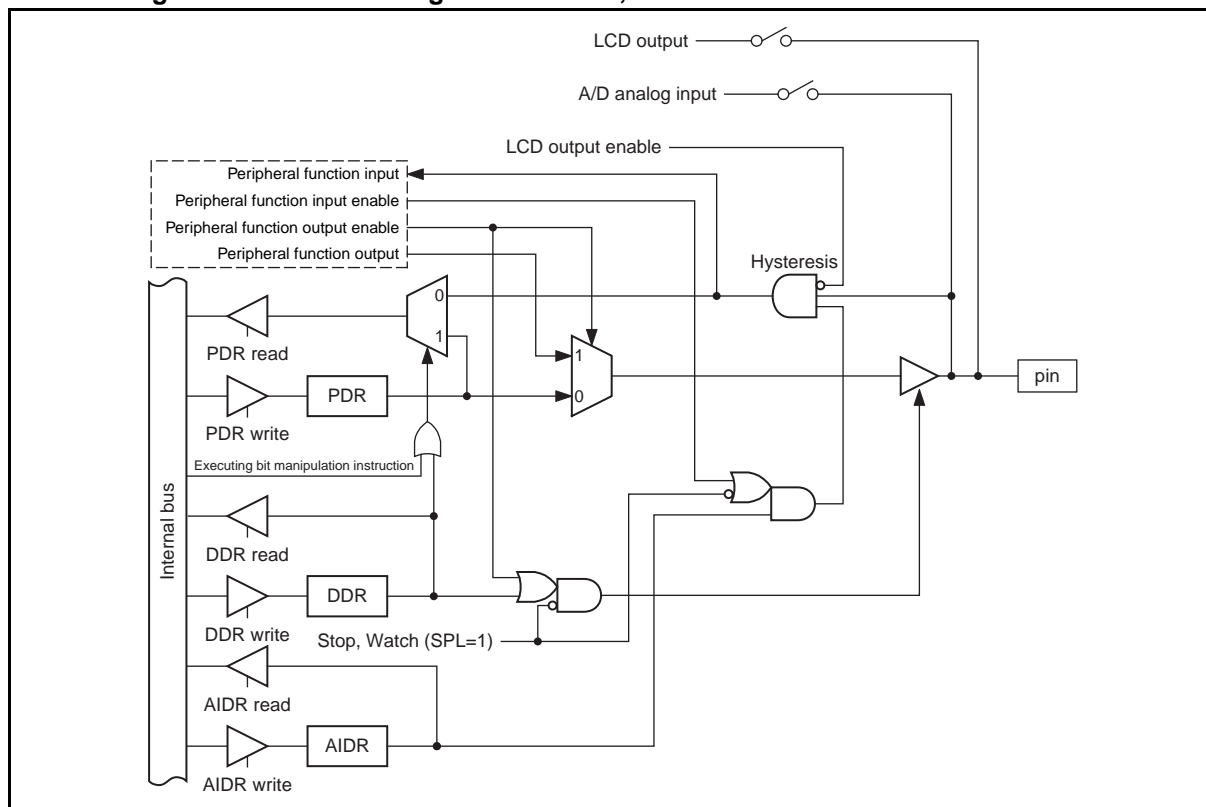 LCD output
A/D analog input
LCD output enable
Peripheral function input
Peripheral function input enable
Peripheral function output enable
Peripheral function output
Hysteresis
0
1
PDR read
1
pin
PDR
0
PDR write
Executing bit manipulation instruction
Internal bus
DDR read
DDR
DDR write
Stop, Watch (SPL=1)
AIDR read
AIDR
AIDR write